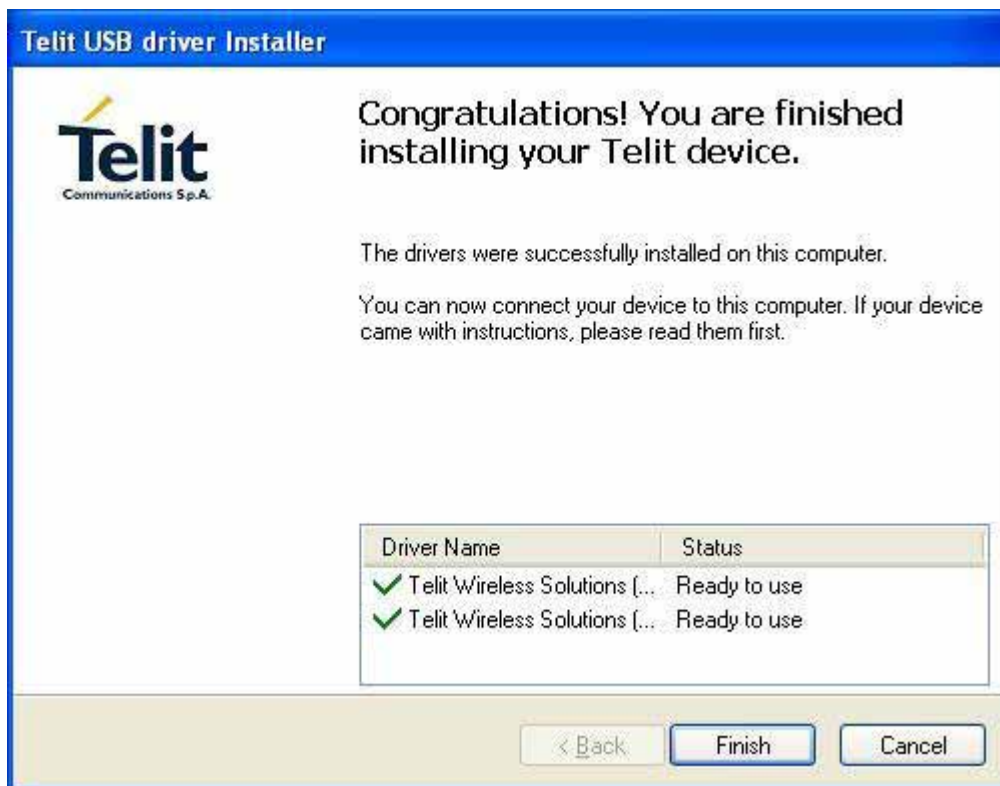 Telit USB driver Installer
Telit
Communications S.p.A.
Congratulations! You are finished
installing your Telit device.
The drivers were successfully installed on this computer.
You can now connect your device to this computer. If your device
came with instructions, please read them first.
Driver Name Status
Telit Wireless Solutions (... Ready to use
Telit Wireless Solutions (... Ready to use
< Back Finish Cancel